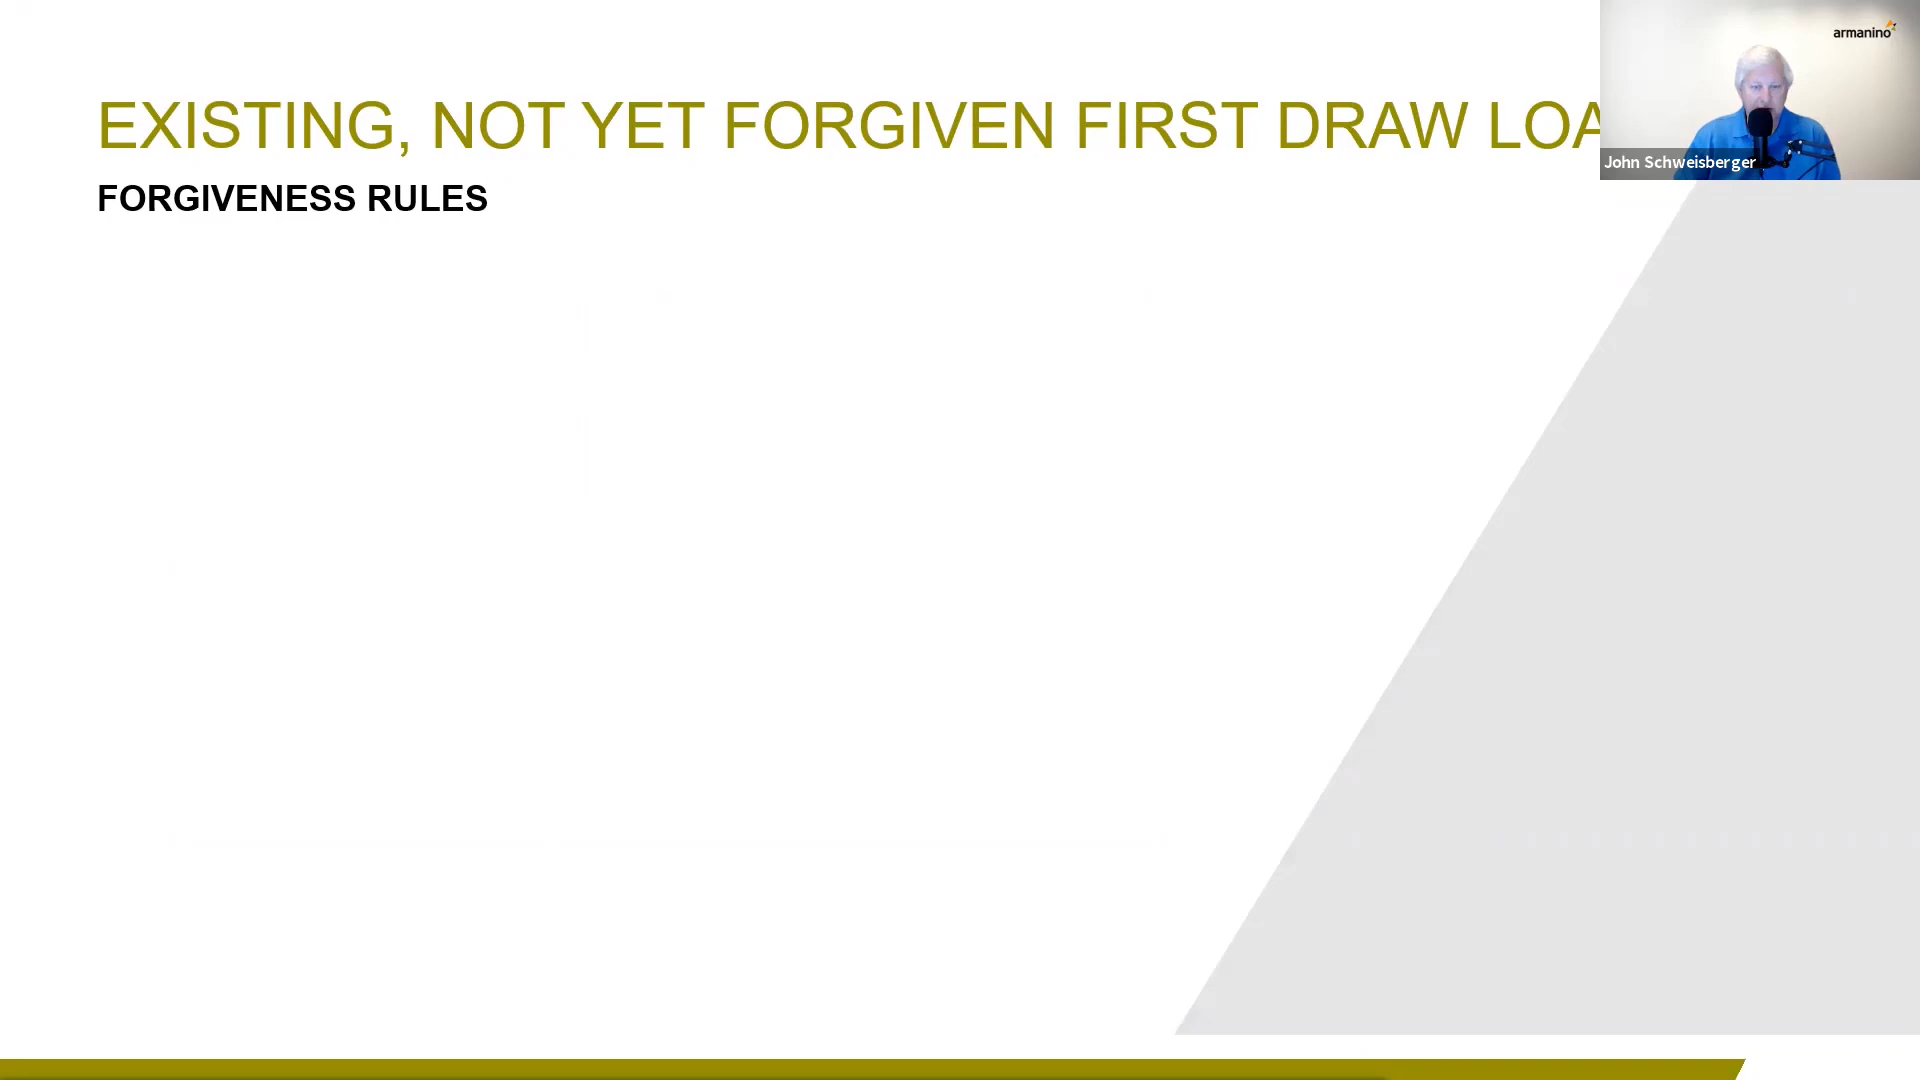 armanino
EXISTING, NOT YET FORGIVEN FIRST DRAW LOA
John Schweisberger
FORGIVENESS RULES